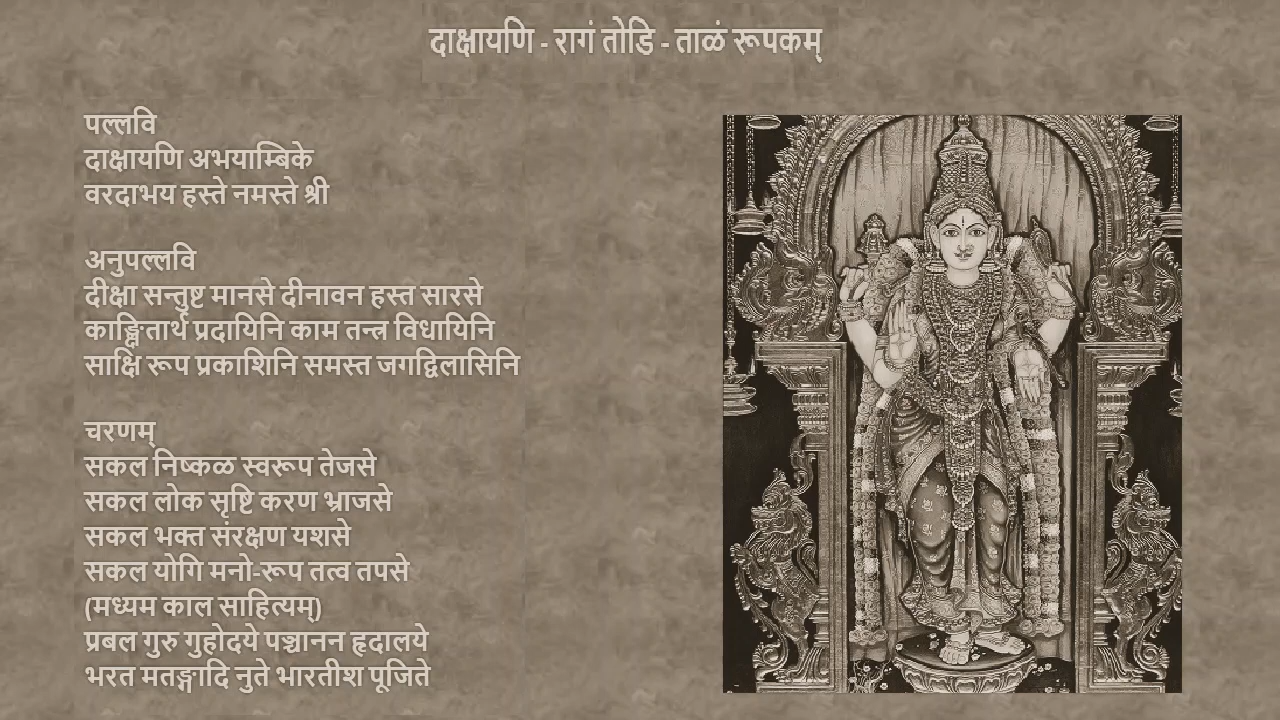 दाक्षायणि - रागं तोडि - ताळं रूपकम्
पल्लवि
दाक्षायणि अभयाम्बिके
वरदाभय हस्ते नमस्ते श्री
अनुपल्लवि
दीक्षा सन्तुष्ट मानसे दीनावन हस्त सारसे
काङ्क्षितार्थ प्रदायिनि काम तन्त्र विधायिनि
साक्षि रूप प्रकाशिनि समस्त जगद्विलासिनि
चरणम्
सकल निष्कळ स्वरूप तेजसे
सकल लोक सृष्टि करण भ्राजसे
सकल भक्त संरक्षण यशसे
सकल योगि मनो-रूप तत्व तपसे
(मध्यम काल साहित्यम्)
प्रबल गुरु गुहोदये पञ्चानन हृदालये
भरत मतङ्गादि नुते भारतीश पूजिते